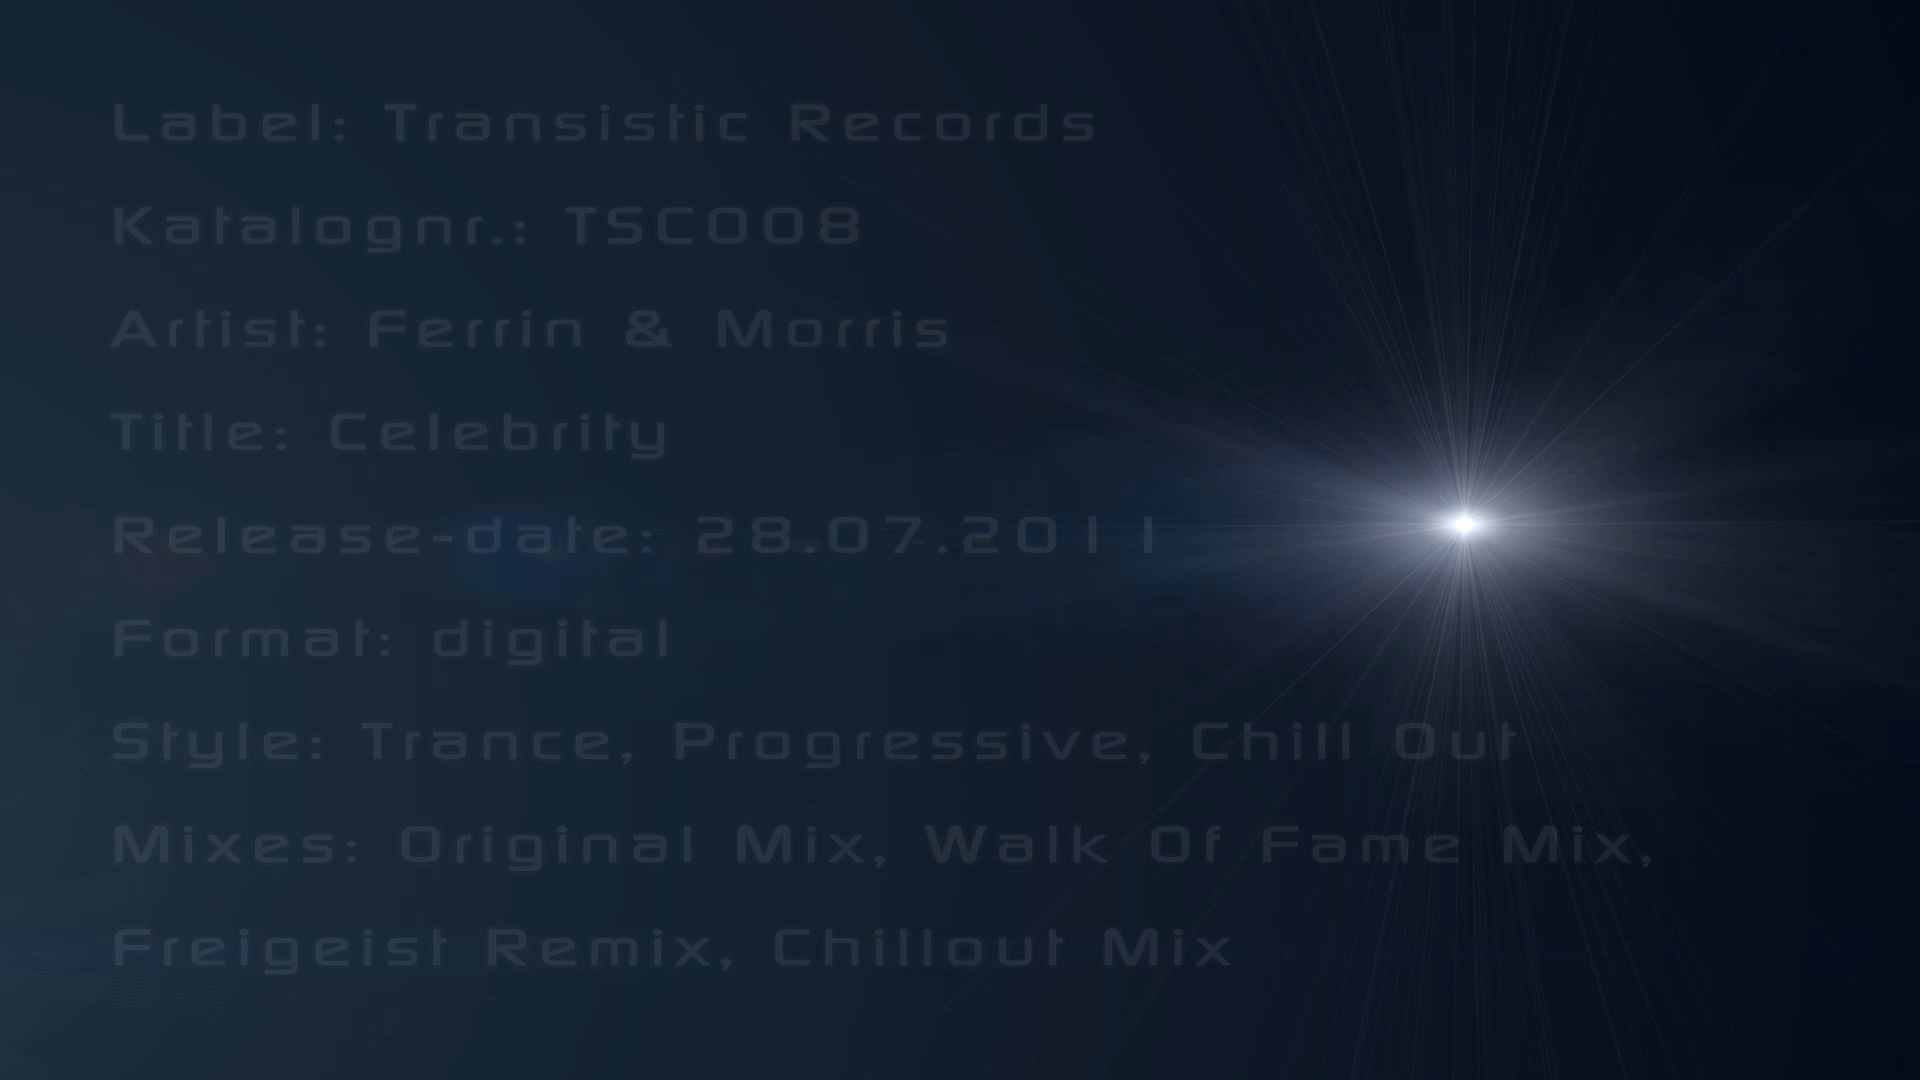 Label: Transistic Records
Katalognr.: TSC008
Artist: Ferrin & Morris
Title: Celebrity
Release-date: 28.07.2011
Format: digital
Style: Trance, Progressive, Chill Out
Mixes: Original Mix, Walk Of Fame Mix,
Freigeist Remix, Chillout Mix